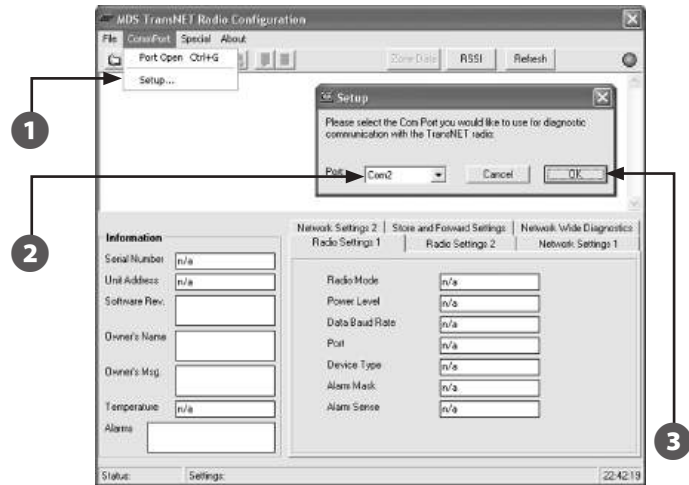 MDS TransNET Radio Configuration
File CommPort Special About
Port Open Ctrl+G
Setup...
Zone Data RSSI Refresh
1
Setup
Please select the Com Port you would like to use for diagnostic
communication with the TransNET radio:
Port Com2 Cancel OK
2
3
Information
Serial Number n/a
Unit Address n/a
Software Rev.
Owner's Name
Owner's Msg.
Temperature n/a
Alarms
Network Settings 2 Store and Forward Settings Network Wide Diagnostics
Radio Settings 1 Radio Settings 2 Network Settings 1
Radio Mode n/a
Power Level n/a
Data Baud Rate n/a
Port n/a
Device Type n/a
Alarm Mask n/a
Alarm Sense n/a
Status: Settings: 22:42:19